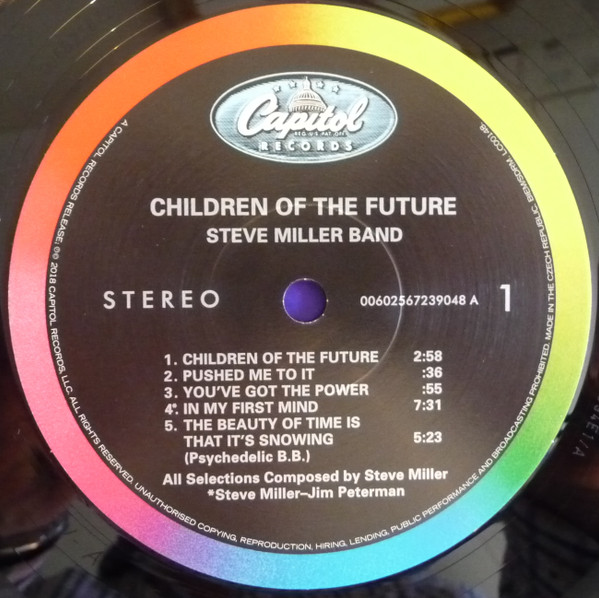 Capitol
REG. U.S. PAT. OFF.
RECORDS
CHILDREN OF THE FUTURE
STEVE MILLER BAND
STEREO
00602567239048 A
1
1. CHILDREN OF THE FUTURE 2:58
2. PUSHED ME TO IT :36
3. YOU'VE GOT THE POWER :55
4*. IN MY FIRST MIND 7:31
5. THE BEAUTY OF TIME IS
THAT IT'S SNOWING 5:23
(Psychedelic B.B.)
All Selections Composed by Steve Miller
*Steve Miller–Jim Peterman
A CAPITOL RECORDS RELEASE; ℗© 2018 CAPITOL RECORDS, LLC. ALL RIGHTS RESERVED. UNAUTHORISED COPYING, REPRODUCTION, HIRING, LENDING, PUBLIC PERFORMANCE AND BROADCASTING PROHIBITED. MADE IN THE CZECH REPUBLIC. BIEM/SDRM. LC00148.